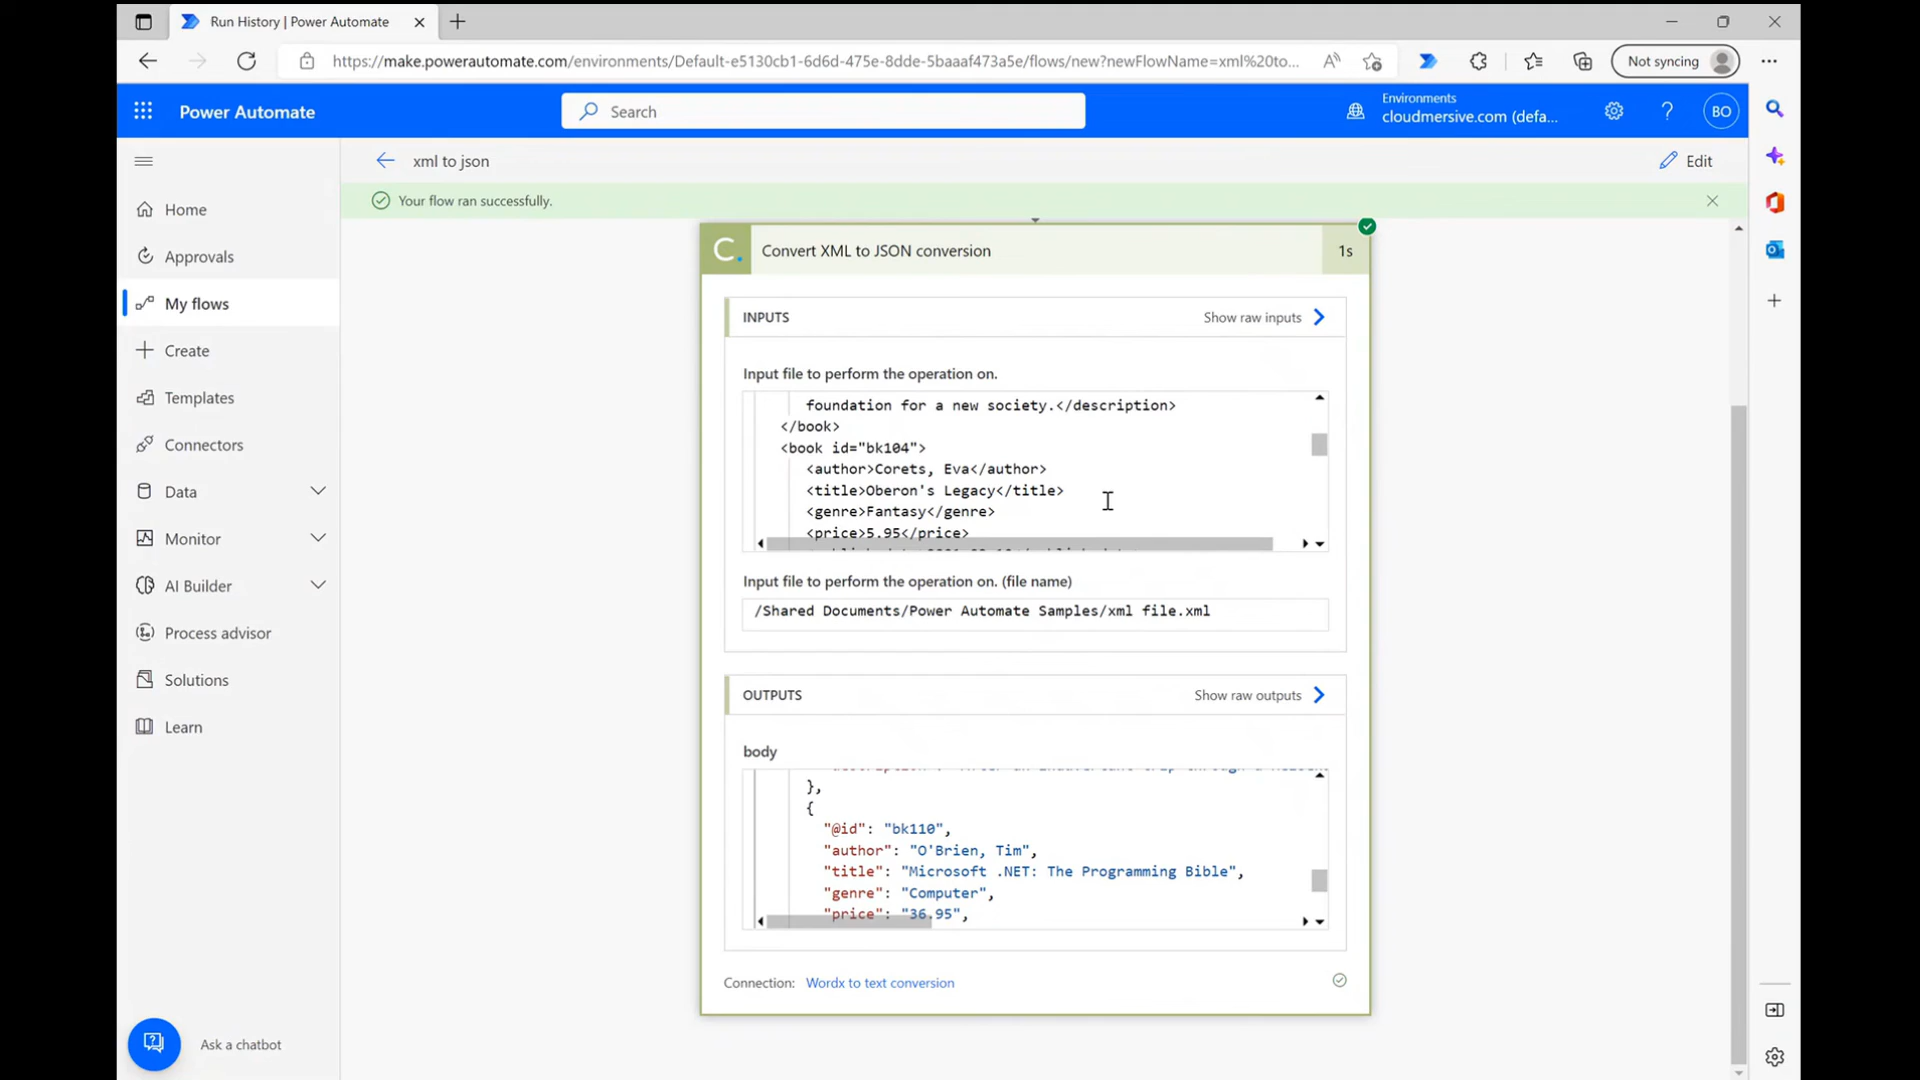 Run History | Power Automate
https://make.powerautomate.com/environments/Default-e5130cb1-6d6d-475e-8dde-5baaaf473a5e/flows/new?newFlowName=xml%20to...
Not syncing
Power Automate
Search
Environments
cloudmersive.com (defa...
BO
xml to json
Edit
Your flow ran successfully.
Home
Approvals
My flows
Create
Templates
Connectors
Data
Monitor
AI Builder
Process advisor
Solutions
Learn
Ask a chatbot
C. Convert XML to JSON conversion 1s
INPUTS
Show raw inputs
Input file to perform the operation on.
foundation for a new society.</description>
</book>
<book id="bk104">
<author>Corets, Eva</author>
<title>Oberon's Legacy</title>
<genre>Fantasy</genre>
<price>5.95</price>
Input file to perform the operation on. (file name)
/Shared Documents/Power Automate Samples/xml file.xml
OUTPUTS
Show raw outputs
body
},
{
"@id": "bk110",
"author": "O'Brien, Tim",
"title": "Microsoft .NET: The Programming Bible",
"genre": "Computer",
"price": "36.95",
Connection: Wordx to text conversion